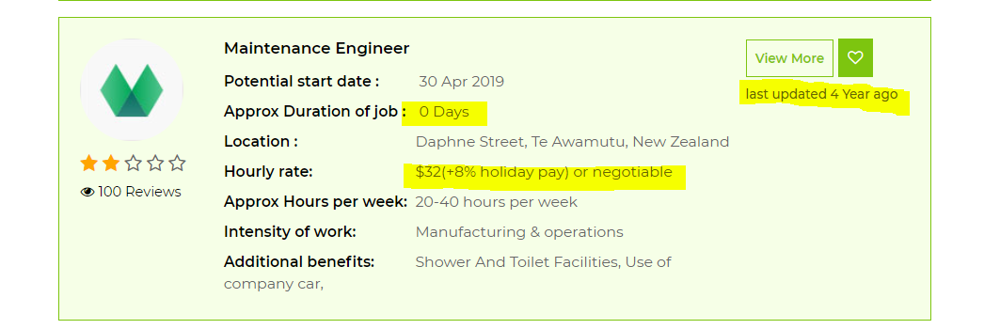 Maintenance Engineer
View More
Potential start date : 30 Apr 2019
last updated 4 Year ago
Approx Duration of job : 0 Days
Location : Daphne Street, Te Awamutu, New Zealand
Hourly rate: $32(+8% holiday pay) or negotiable
100 Reviews
Approx Hours per week: 20-40 hours per week
Intensity of work: Manufacturing & operations
Additional benefits: Shower And Toilet Facilities, Use of
company car,